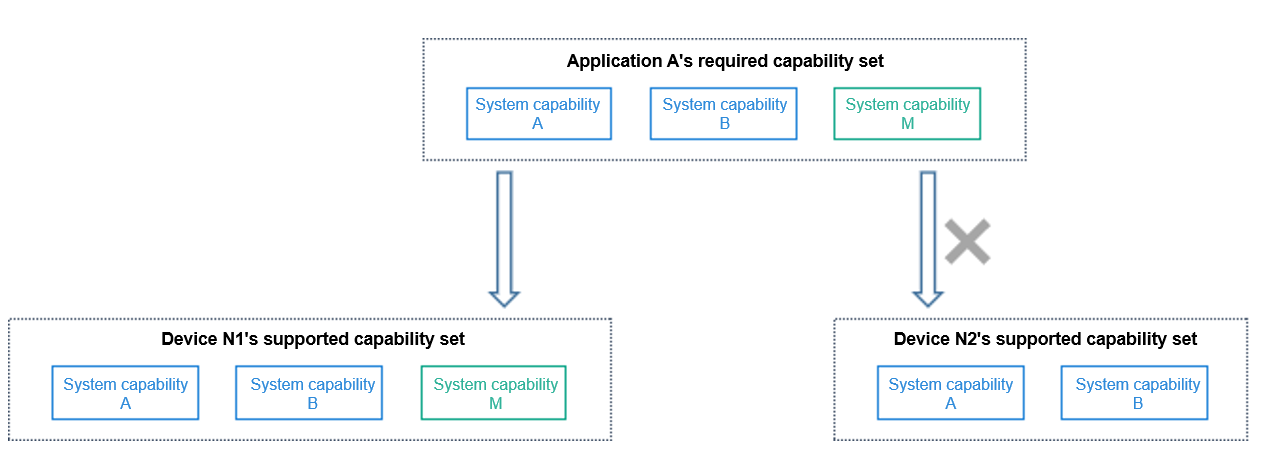 Application A's required capability set
System capability
A
System capability
B
System capability
M
Device N1's supported capability set
System capability
A
System capability
B
System capability
M
Device N2's supported capability set
System capability
A
System capability
B